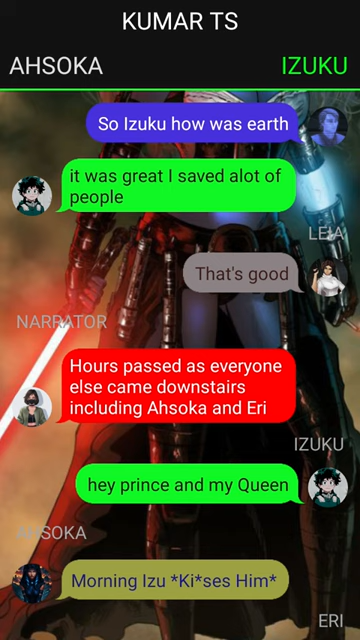 KUMAR TS
AHSOKA
IZUKU
So Izuku how was earth
it was great I saved alot of
people
LEIA
That's good
NARRATOR
Hours passed as everyone
else came downstairs
including Ahsoka and Eri
IZUKU
hey prince and my Queen
AHSOKA
Morning Izu *Ki*ses Him*
ERI